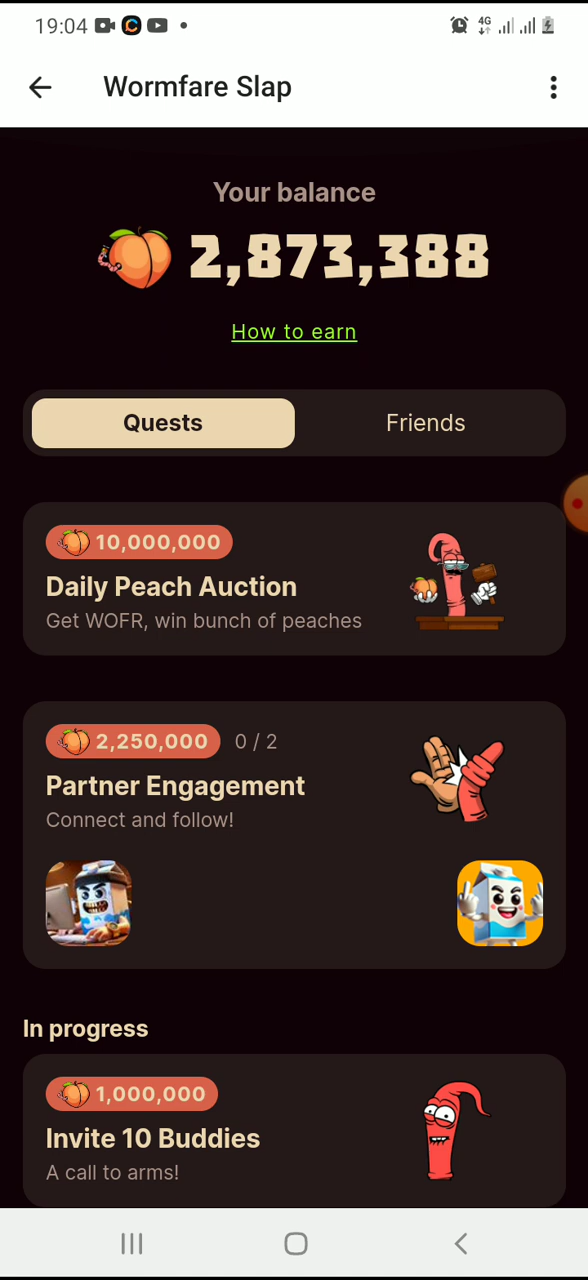 19:04
4G
Wormfare Slap
Your balance
2,873,388
How to earn
Quests
Friends
10,000,000
Daily Peach Auction
Get WOFR, win bunch of peaches
2,250,000 0 / 2
Partner Engagement
Connect and follow!
In progress
1,000,000
Invite 10 Buddies
A call to arms!